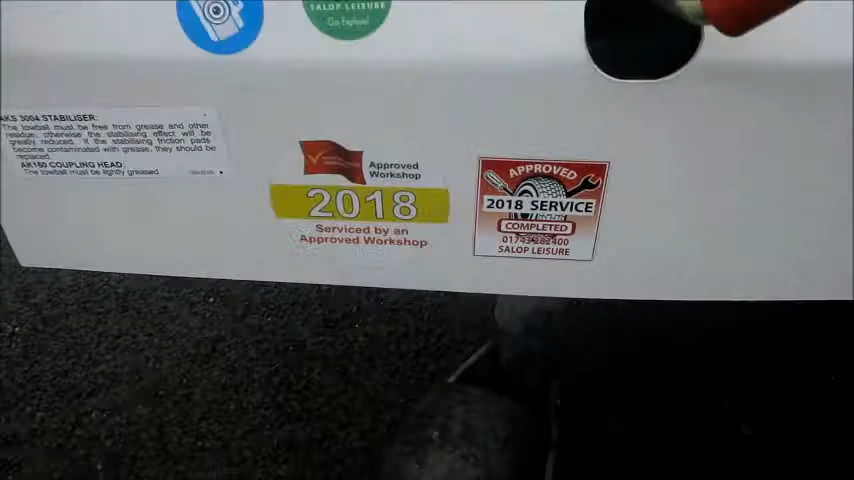 SALOP LEISURE
Go Explore!
AKS 3004 STABILISER:
The towball must be free from grease and other
residue, otherwise the stabilising effect will be
greatly reduced. If the stabilising friction pads
become contaminated with grease, they should be
replaced.
AK160 COUPLING HEAD:
The towball must be lightly greased
Approved
Workshop
2018
Serviced by an
Approved Workshop
APPROVED
2018 SERVICE
COMPLETED
01743 282400
SALOP LEISURE